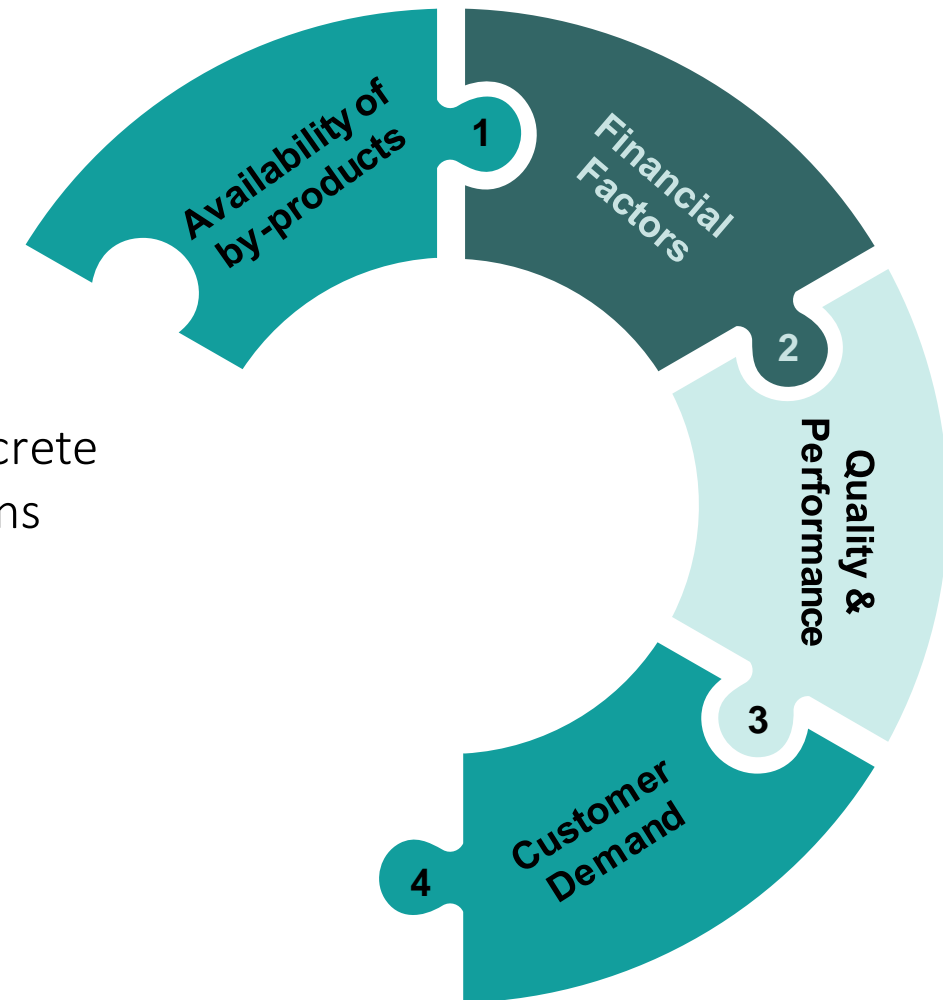 Availability of
by-products
1
Financial
Factors
2
Quality &
Performance
3
Customer
Demand
4
crete
ns